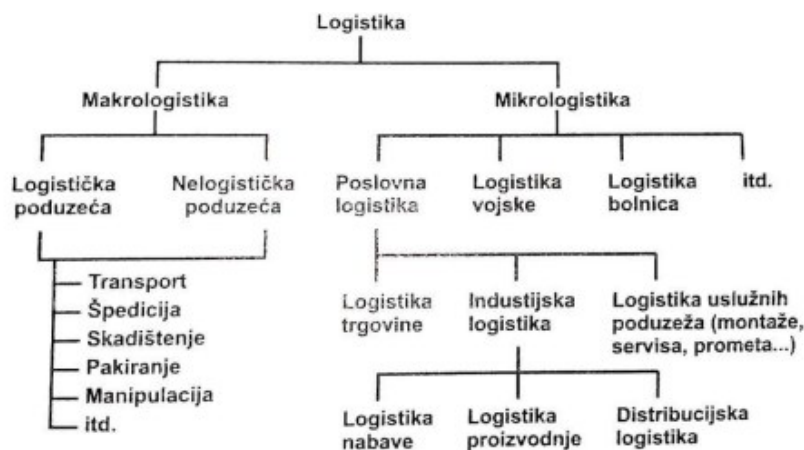 Logistika
Makrologistika
Mikrologistika
Logistička
poduzeća
Nelogistička
poduzeća
Poslovna
logistika
Logistika
vojske
Logistika
bolnica
itd.
Transport
Špedicija
Skadištenje
Pakiranje
Manipulacija
itd.
Logistika
trgovine
Industijska
logistika
Logistika uslužnih
poduzeža (montaže,
servisa, prometa...)
Logistika
nabave
Logistika
proizvodnje
Distribucijska
logistika